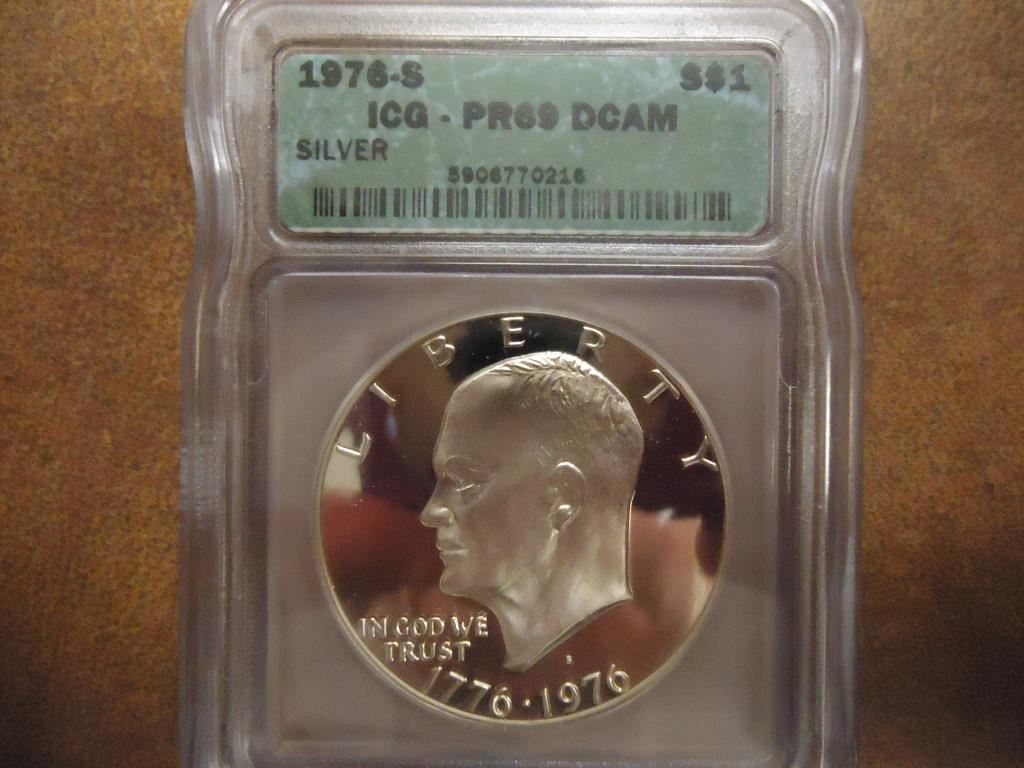 1976-S S$1
ICG - PR69 DCAM
SILVER
5906770216
LIBERTY
IN GOD WE
TRUST
S
1776 · 1976